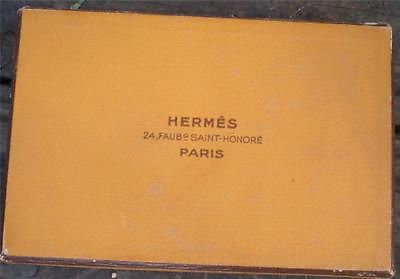 HERMÈS
24, FAUBG SAINT-HONORÉ
PARIS